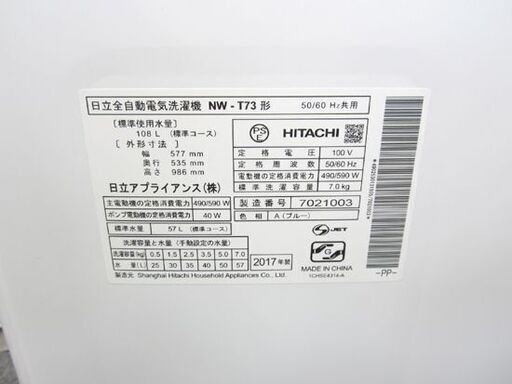 日立全自動電気洗濯機 NW-T73形 50/60 Hz共用
[標準使用水量]
108 L (標準コース)
[外形寸法]
幅 577 mm
奥行 535 mm
高さ 986 mm
日立アプライアンス(株)
PS E HITACHI
定格電圧 100 V
定格周波数 50/60 Hz
電動機の定格消費電力 490/590 W
標準洗濯容量 7.0kg
主電動機の定格消費電力 490/590 W
ポンプ電動機の定格消費電力 40 W
製造番号 7021003
標準水量 57 L (標準コース)
色相 A (ブルー)
洗濯容量と水量 (手動設定の水量)
洗濯容量(kg) 0.5 1.5 2.5 3.5 5.0 7.0
水量(L) 25 30 35 40 50 57
2017年製
JET
G
MADE IN CHINA
1CHSE4314-A
製造元 Shanghai Hitachi Household Appliances Co., Ltd.
-PP-